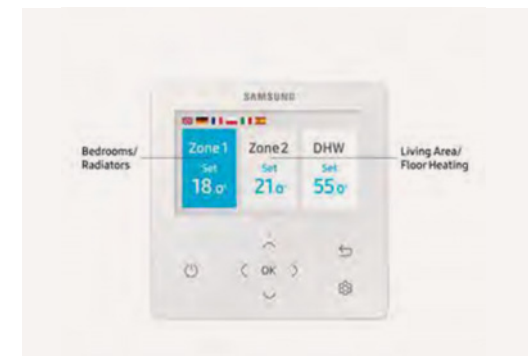 SAMSUNG
Bedrooms/
Radiators
Zone 1
Set
18.0°
Zone 2
Set
21.0°
DHW
Set
55.0°
Living Area/
Floor Heating
OK